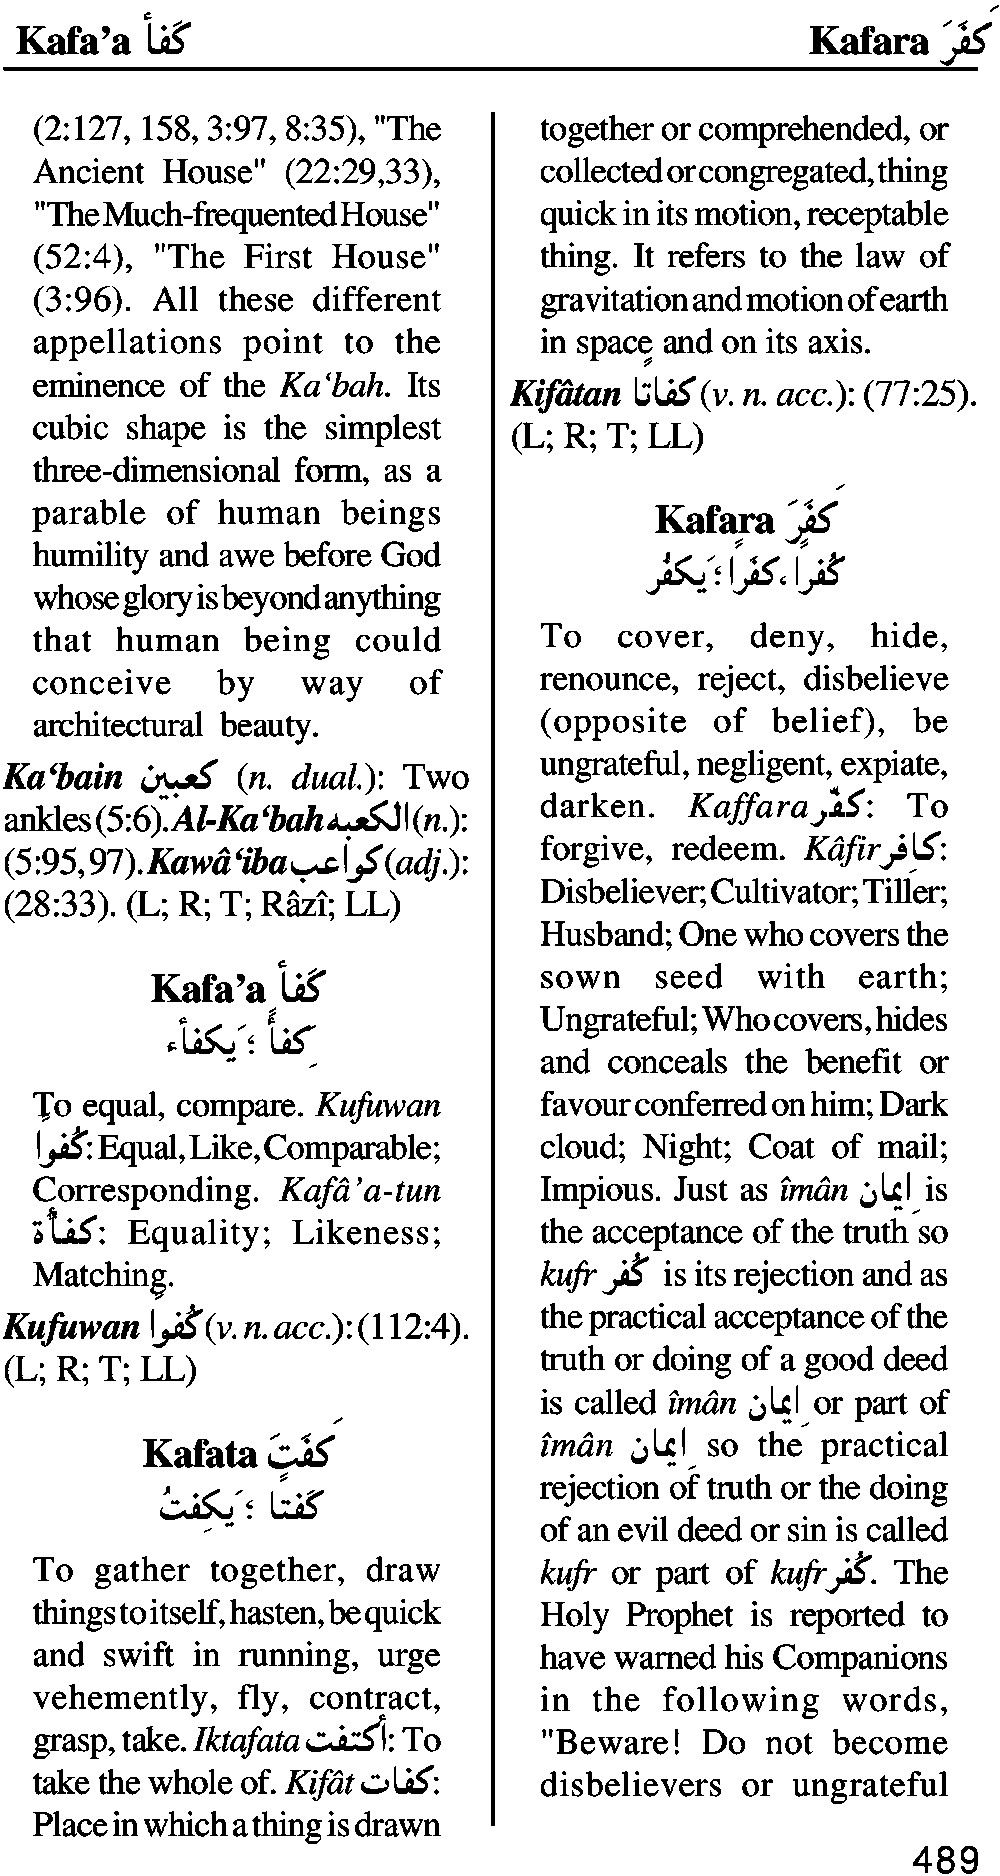 Kafa’a كَفأَ
Kafara كَفَرَ
(2:127, 158, 3:97, 8:35), "The
Ancient House" (22:29,33),
"The Much-frequented House"
(52:4), "The First House"
(3:96). All these different
appellations point to the
eminence of the Ka‘bah. Its
cubic shape is the simplest
three-dimensional form, as a
parable of human beings
humility and awe before God
whose glory is beyond anything
that human being could
conceive by way of
architectural beauty.
Ka‘bain كعبين (n. dual.): Two
ankles (5:6). Al-Ka‘bah الكعبه (n.):
(5:95,97). Kawâ‘iba كواعب (adj.):
(28:33). (L; R; T; Râzî; LL)
Kafa’a كَفأَ
كِفأً ؛ يَكفأء
To equal, compare. Kufuwan
كُفواً: Equal, Like, Comparable;
Corresponding. Kafâ’a-tun
كفأة: Equality; Likeness;
Matching.
Kufuwan كُفواً (v. n. acc.): (112:4).
(L; R; T; LL)
Kafata كَفَتَ
كَفتاً ؛ يَكفِتُ
To gather together, draw
things to itself, hasten, be quick
and swift in running, urge
vehemently, fly, contract,
grasp, take. Iktafata أكتفت: To
take the whole of. Kifât كفات:
Place in which a thing is drawn
together or comprehended, or
collected or congregated, thing
quick in its motion, receptable
thing. It refers to the law of
gravitation and motion of earth
in space and on its axis.
Kifâtan كفاتاً (v. n. acc.): (77:25).
(L; R; T; LL)
Kafara كَفَرَ
كُفراً، كَفراً ؛ يَكفُر
To cover, deny, hide,
renounce, reject, disbelieve
(opposite of belief), be
ungrateful, negligent, expiate,
darken. Kaffara كفّر: To
forgive, redeem. Kâfir كافِر:
Disbeliever; Cultivator; Tiller;
Husband; One who covers the
sown seed with earth;
Ungrateful; Who covers, hides
and conceals the benefit or
favour conferred on him; Dark
cloud; Night; Coat of mail;
Impious. Just as îmân اِيمان is
the acceptance of the truth so
kufr كُفر is its rejection and as
the practical acceptance of the
truth or doing of a good deed
is called îmân اِيمان or part of
îmân اِيمان so the practical
rejection of truth or the doing
of an evil deed or sin is called
kufr or part of kufr كُفر. The
Holy Prophet is reported to
have warned his Companions
in the following words,
"Beware! Do not become
disbelievers or ungrateful
489